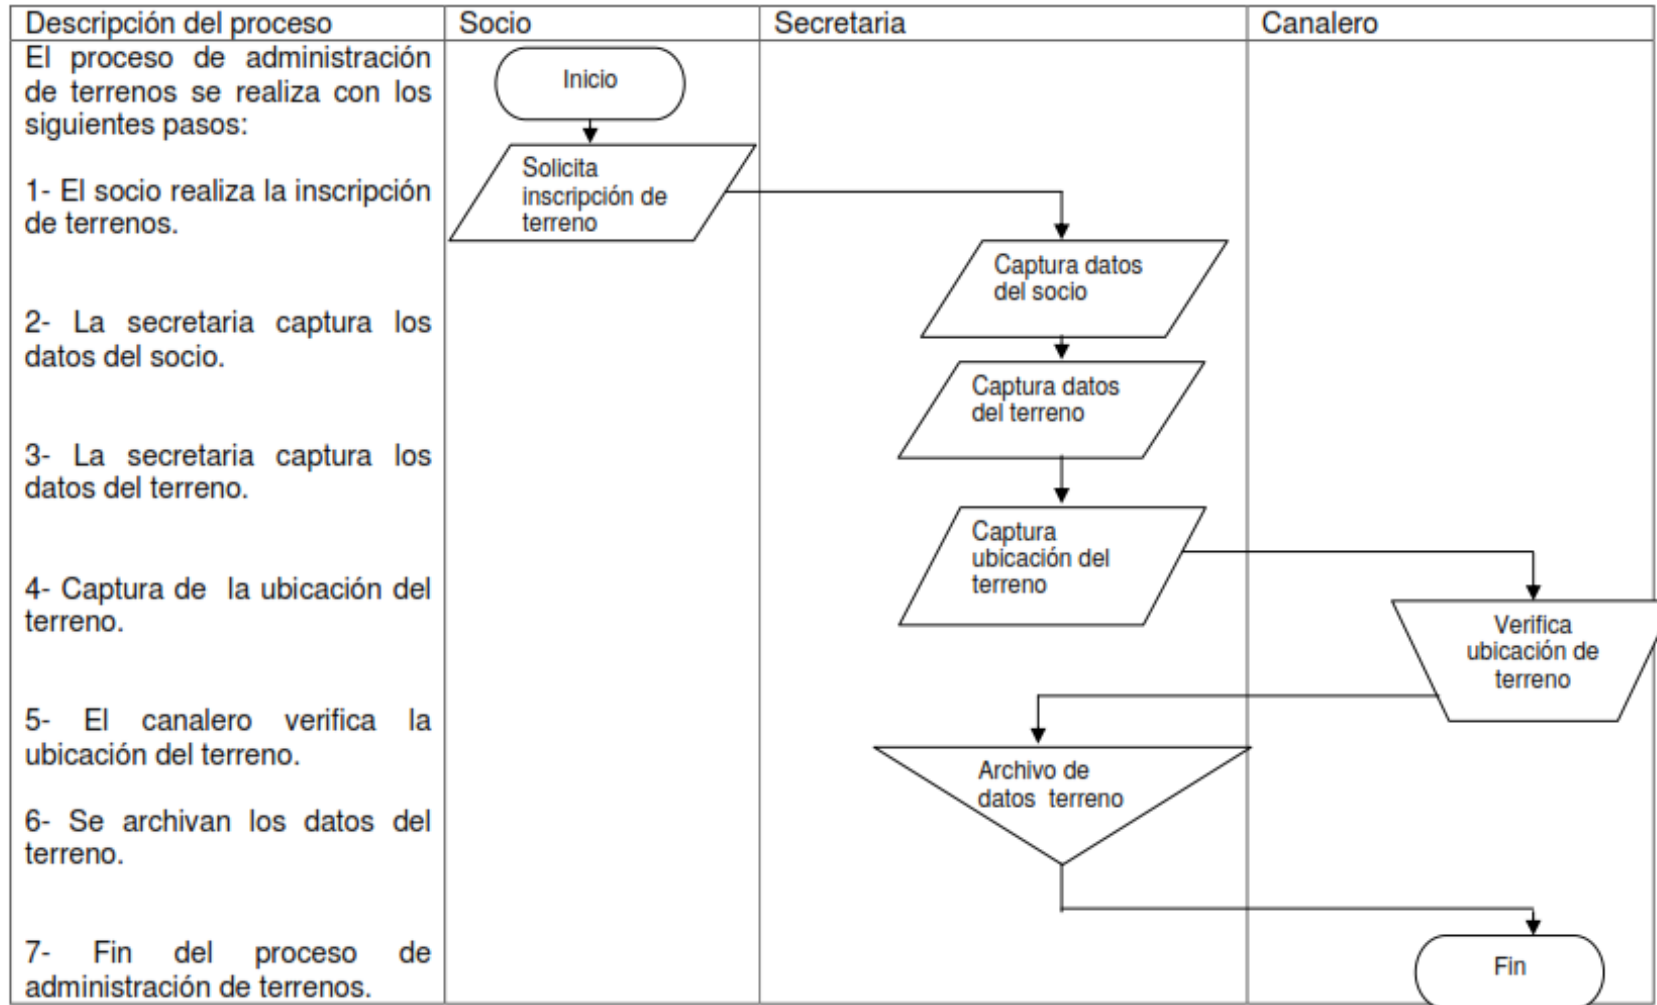 Descripción del proceso
Socio
Secretaria
Canalero
El proceso de administración
de terrenos se realiza con los
siguientes pasos:
1- El socio realiza la inscripción
de terrenos.
2- La secretaria captura los
datos del socio.
3- La secretaria captura los
datos del terreno.
4- Captura de la ubicación del
terreno.
5- El canalero verifica la
ubicación del terreno.
6- Se archivan los datos del
terreno.
7- Fin del proceso de
administración de terrenos.
Inicio
Solicita
inscripción de
terreno
Captura datos
del socio
Captura datos
del terreno
Captura
ubicación del
terreno
Verifica
ubicación de
terreno
Archivo de
datos terreno
Fin